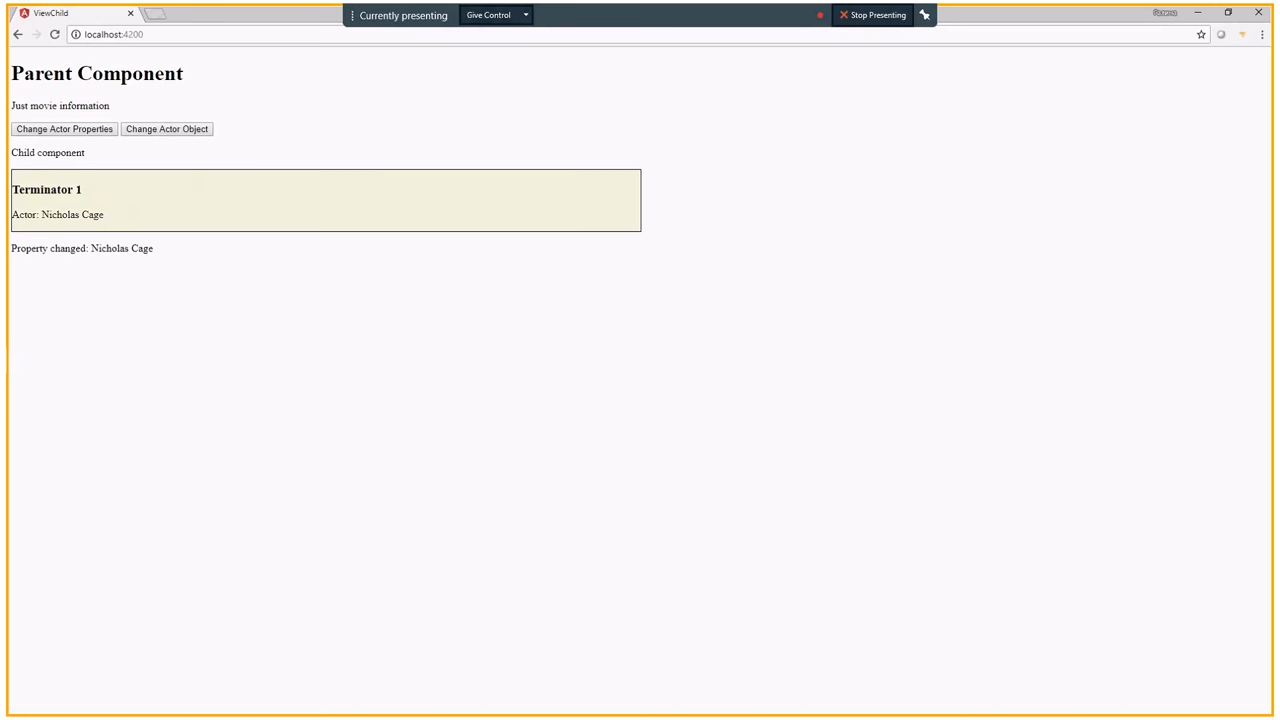 ViewChild
Currently presenting
Give Control
Stop Presenting
localhost:4200
Parent Component
Just movie information
Change Actor Properties Change Actor Object
Child component
Terminator 1
Actor: Nicholas Cage
Property changed: Nicholas Cage